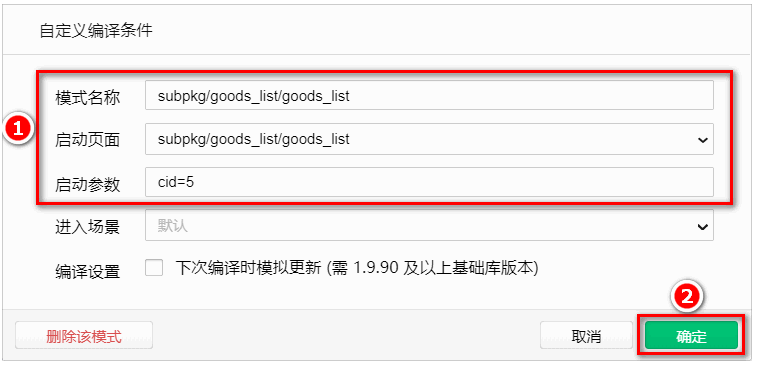 自定义编译条件
模式名称 subpkg/goods_list/goods_list
1
启动页面 subpkg/goods_list/goods_list
启动参数 cid=5
进入场景 默认
编译设置 下次编译时模拟更新 (需 1.9.90 及以上基础库版本)
2
删除该模式 取消 确定